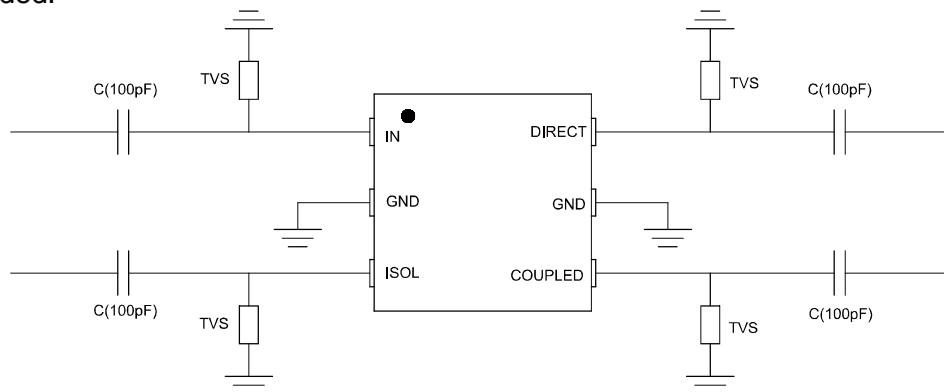 TVS
TVS
C(100pF)
C(100pF)
IN
DIRECT
GND
GND
ISOL
COUPLED
C(100pF)
C(100pF)
TVS
TVS